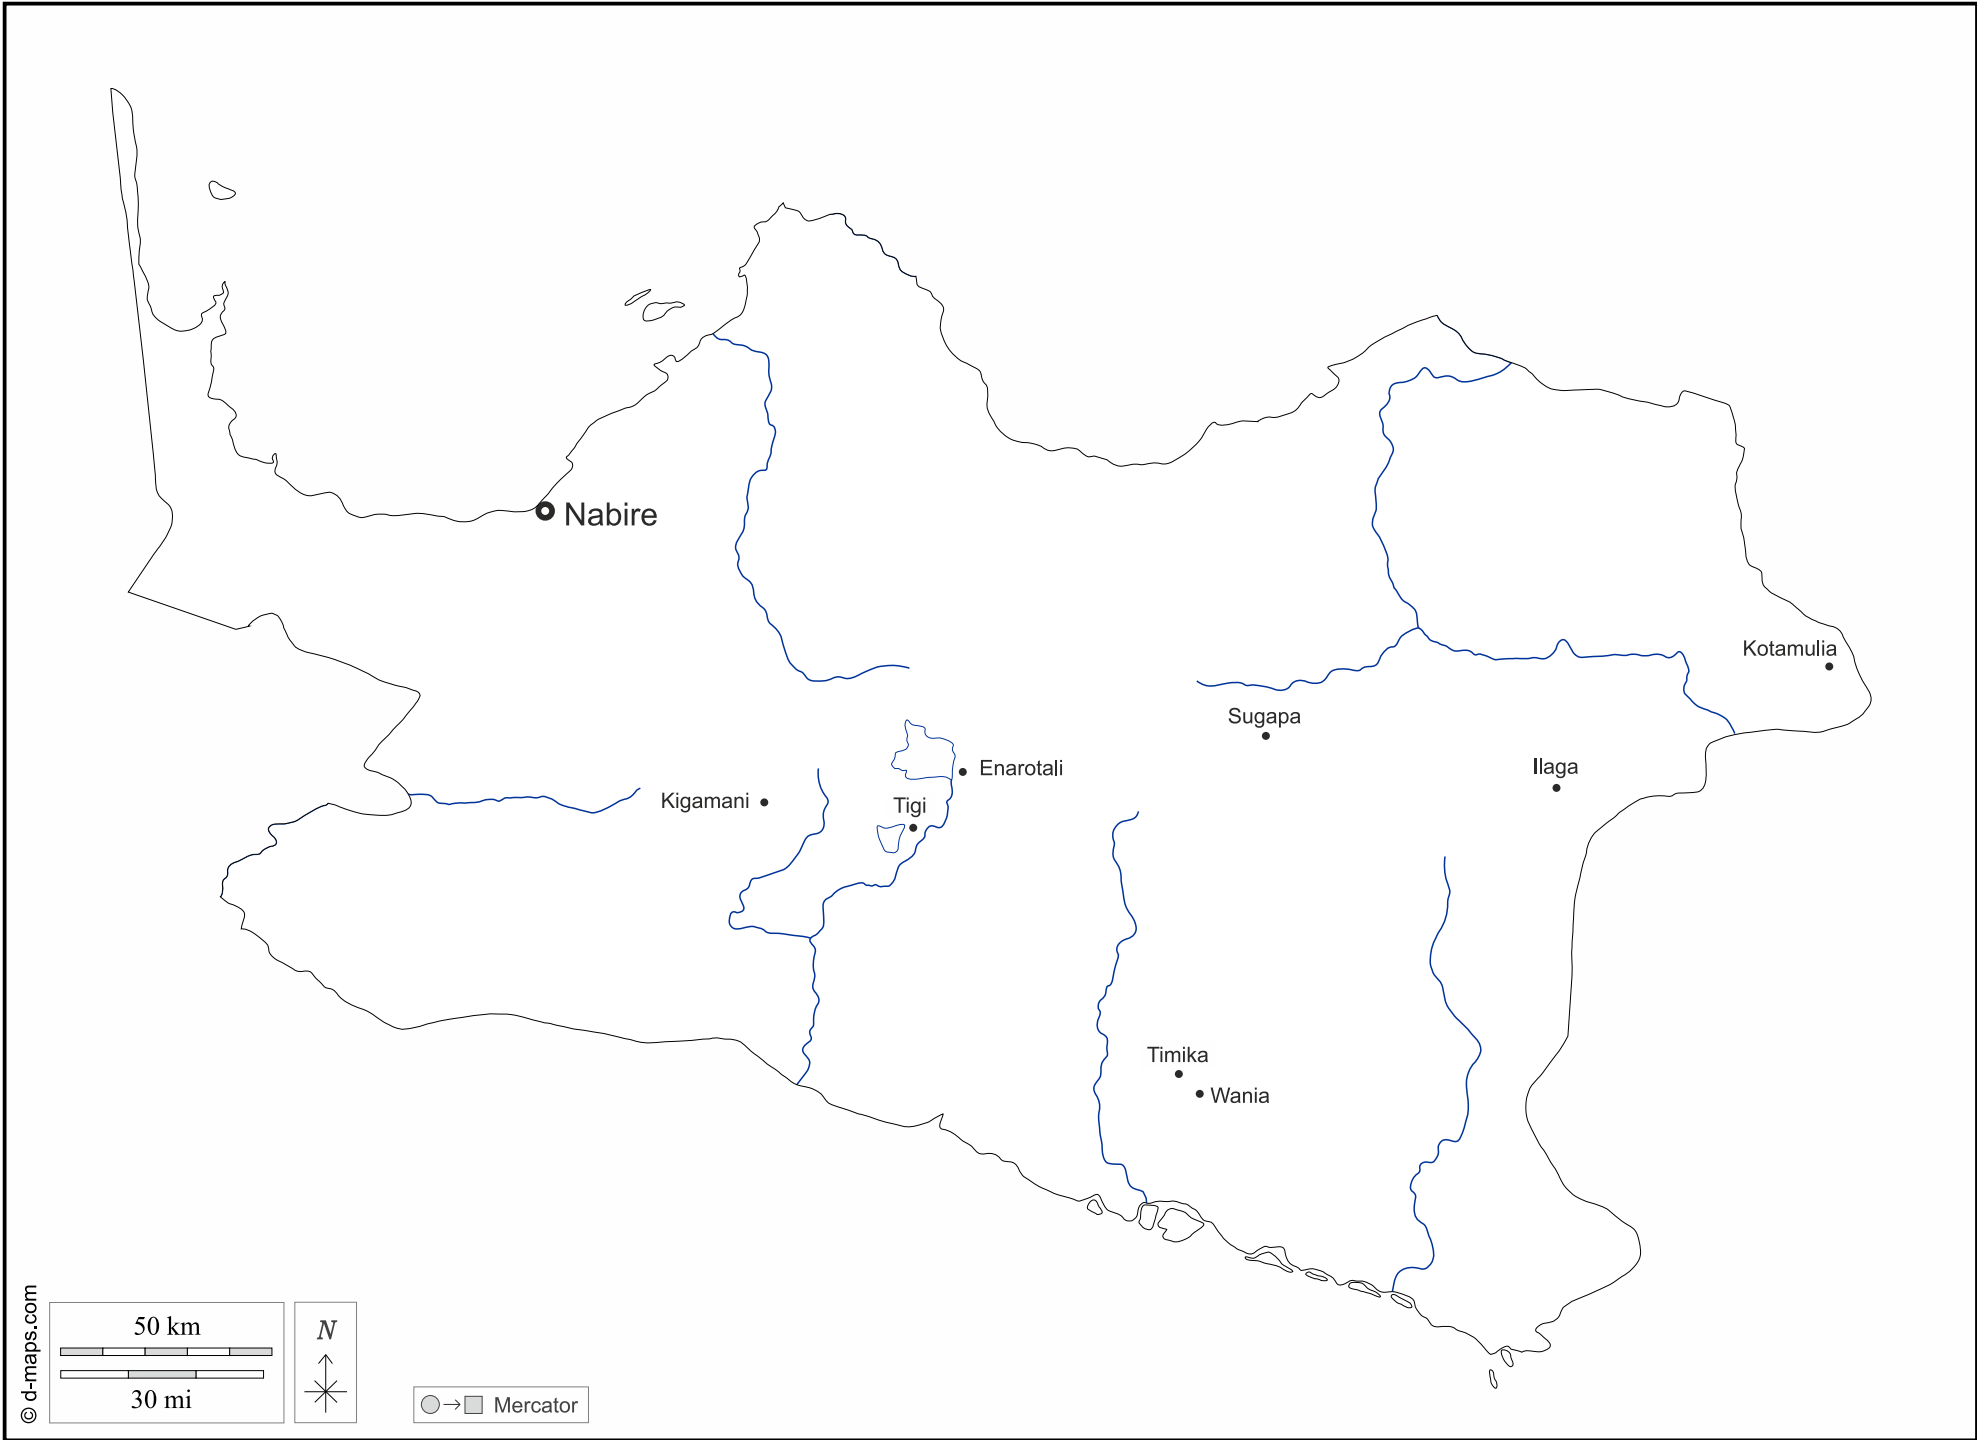 Nabire
Kotamulia
Sugapa
Ilaga
Enarotali
Kigamani
Tigi
Timika
Wania
50 km
30 mi
N
Mercator
© d-maps.com